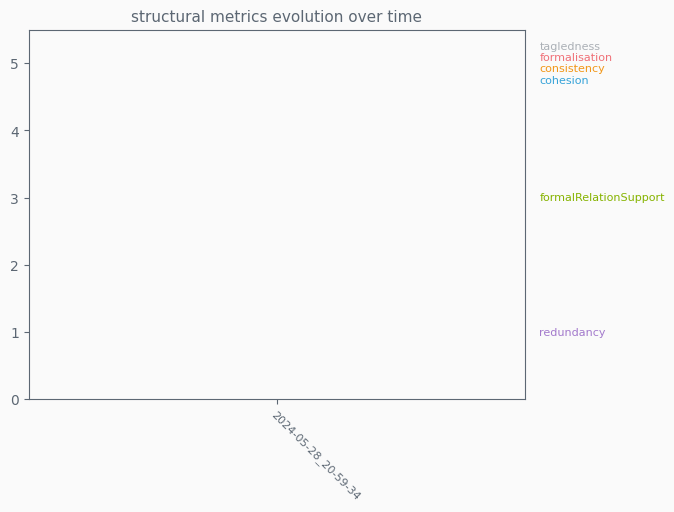 structural metrics evolution over time
5
4
3
2
1
0
2024-05-28_20-59-34
tagledness
formalisation
consistency
cohesion
formalRelationSupport
redundancy